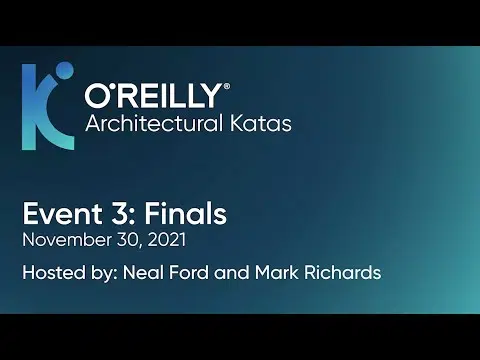 O'REILLY®
Architectural Katas
Event 3: Finals
November 30, 2021
Hosted by: Neal Ford and Mark Richards